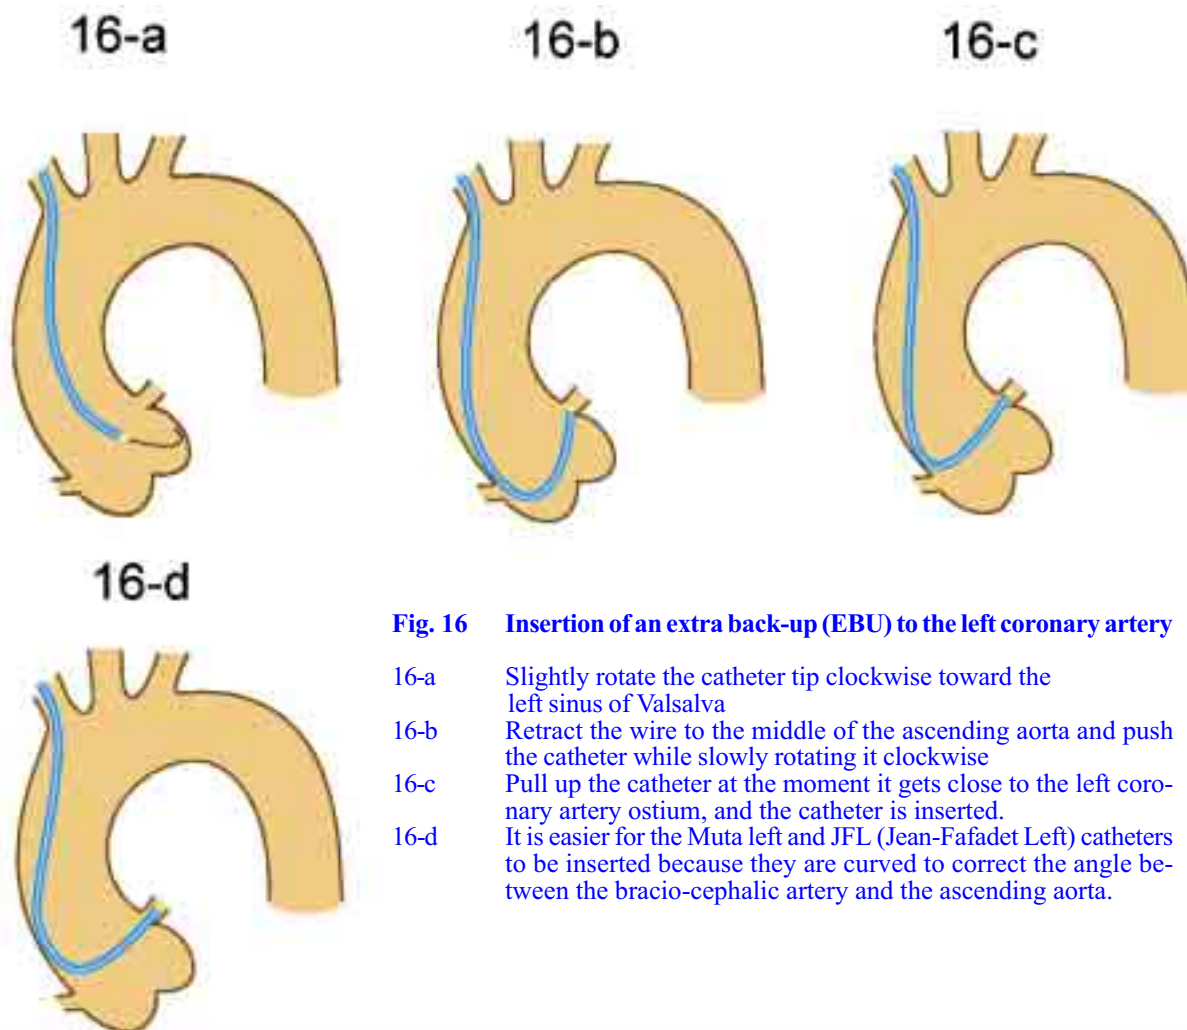 16-a
16-b
16-c
16-d
Fig. 16 Insertion of an extra back-up (EBU) to the left coronary artery
16-a Slightly rotate the catheter tip clockwise toward the
left sinus of Valsalva
16-b Retract the wire to the middle of the ascending aorta and push
the catheter while slowly rotating it clockwise
16-c Pull up the catheter at the moment it gets close to the left coro-
nary artery ostium, and the catheter is inserted.
16-d It is easier for the Muta left and JFL (Jean-Fafadet Left) catheters
to be inserted because they are curved to correct the angle be-
tween the bracio-cephalic artery and the ascending aorta.